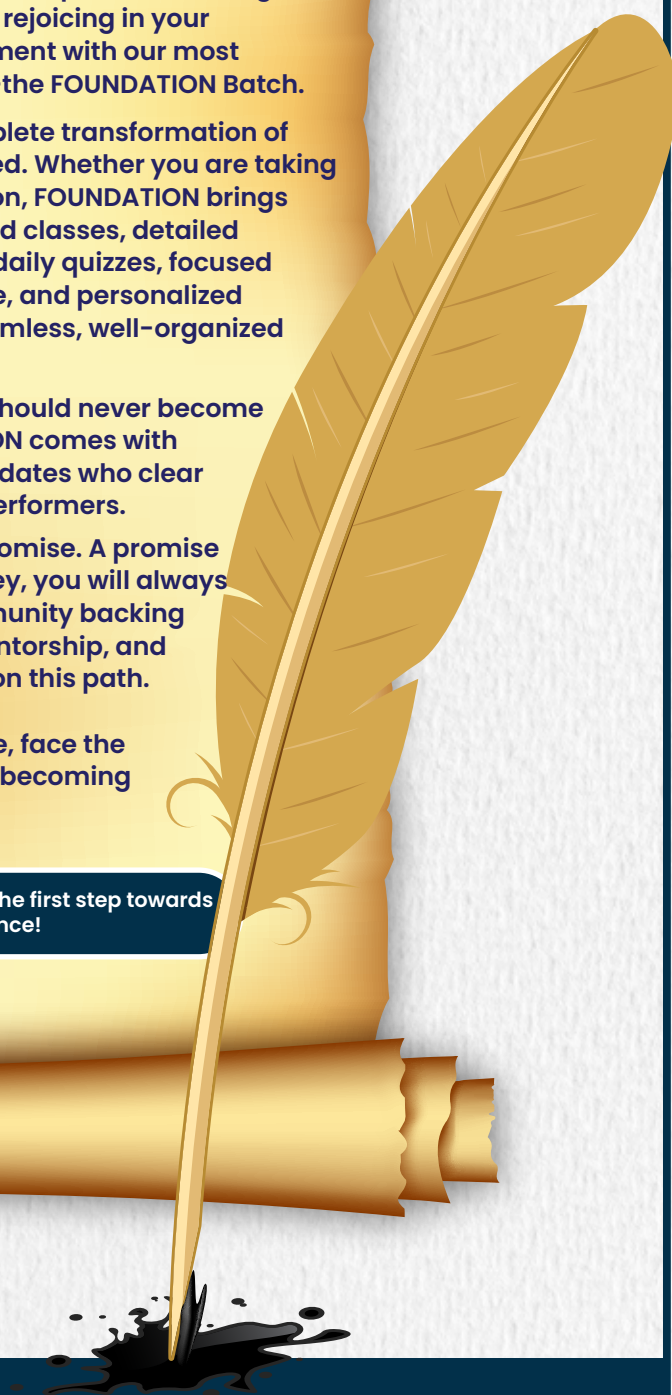 rejoicing in your
ment with our most
-the FOUNDATION Batch.
plete transformation of
ed. Whether you are taking
on, FOUNDATION brings
d classes, detailed
daily quizzes, focused
e, and personalized
mless, well-organized
hould never become
ON comes with
dates who clear
erformers.
omise. A promise
ey, you will always
munity backing
ntorship, and
on this path.
e, face the
becoming
he first step towards
nce!